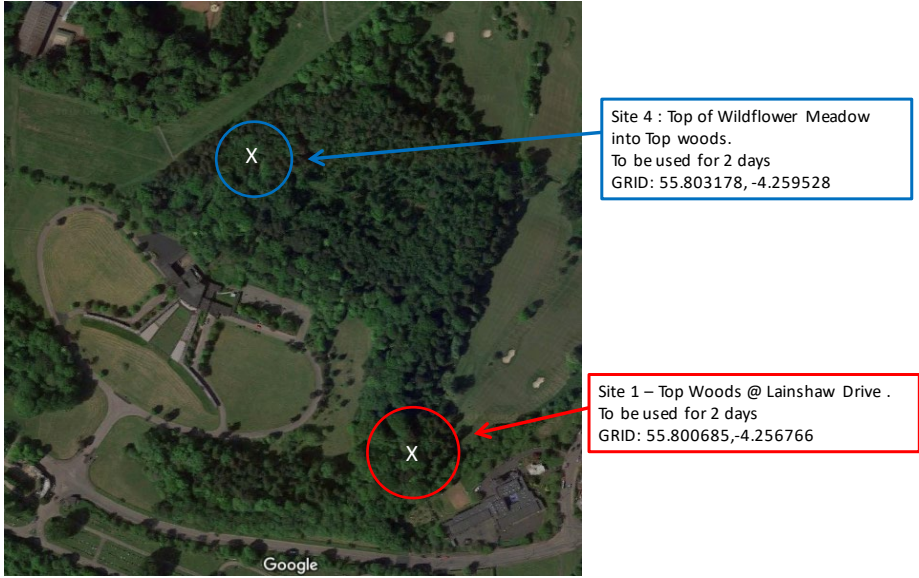 X
Site 4 : Top of Wildflower Meadow
into Top woods.
To be used for 2 days
GRID: 55.803178, -4.259528
Site 1 – Top Woods @ Lainshaw Drive .
To be used for 2 days
GRID: 55.800685,-4.256766
X
Google